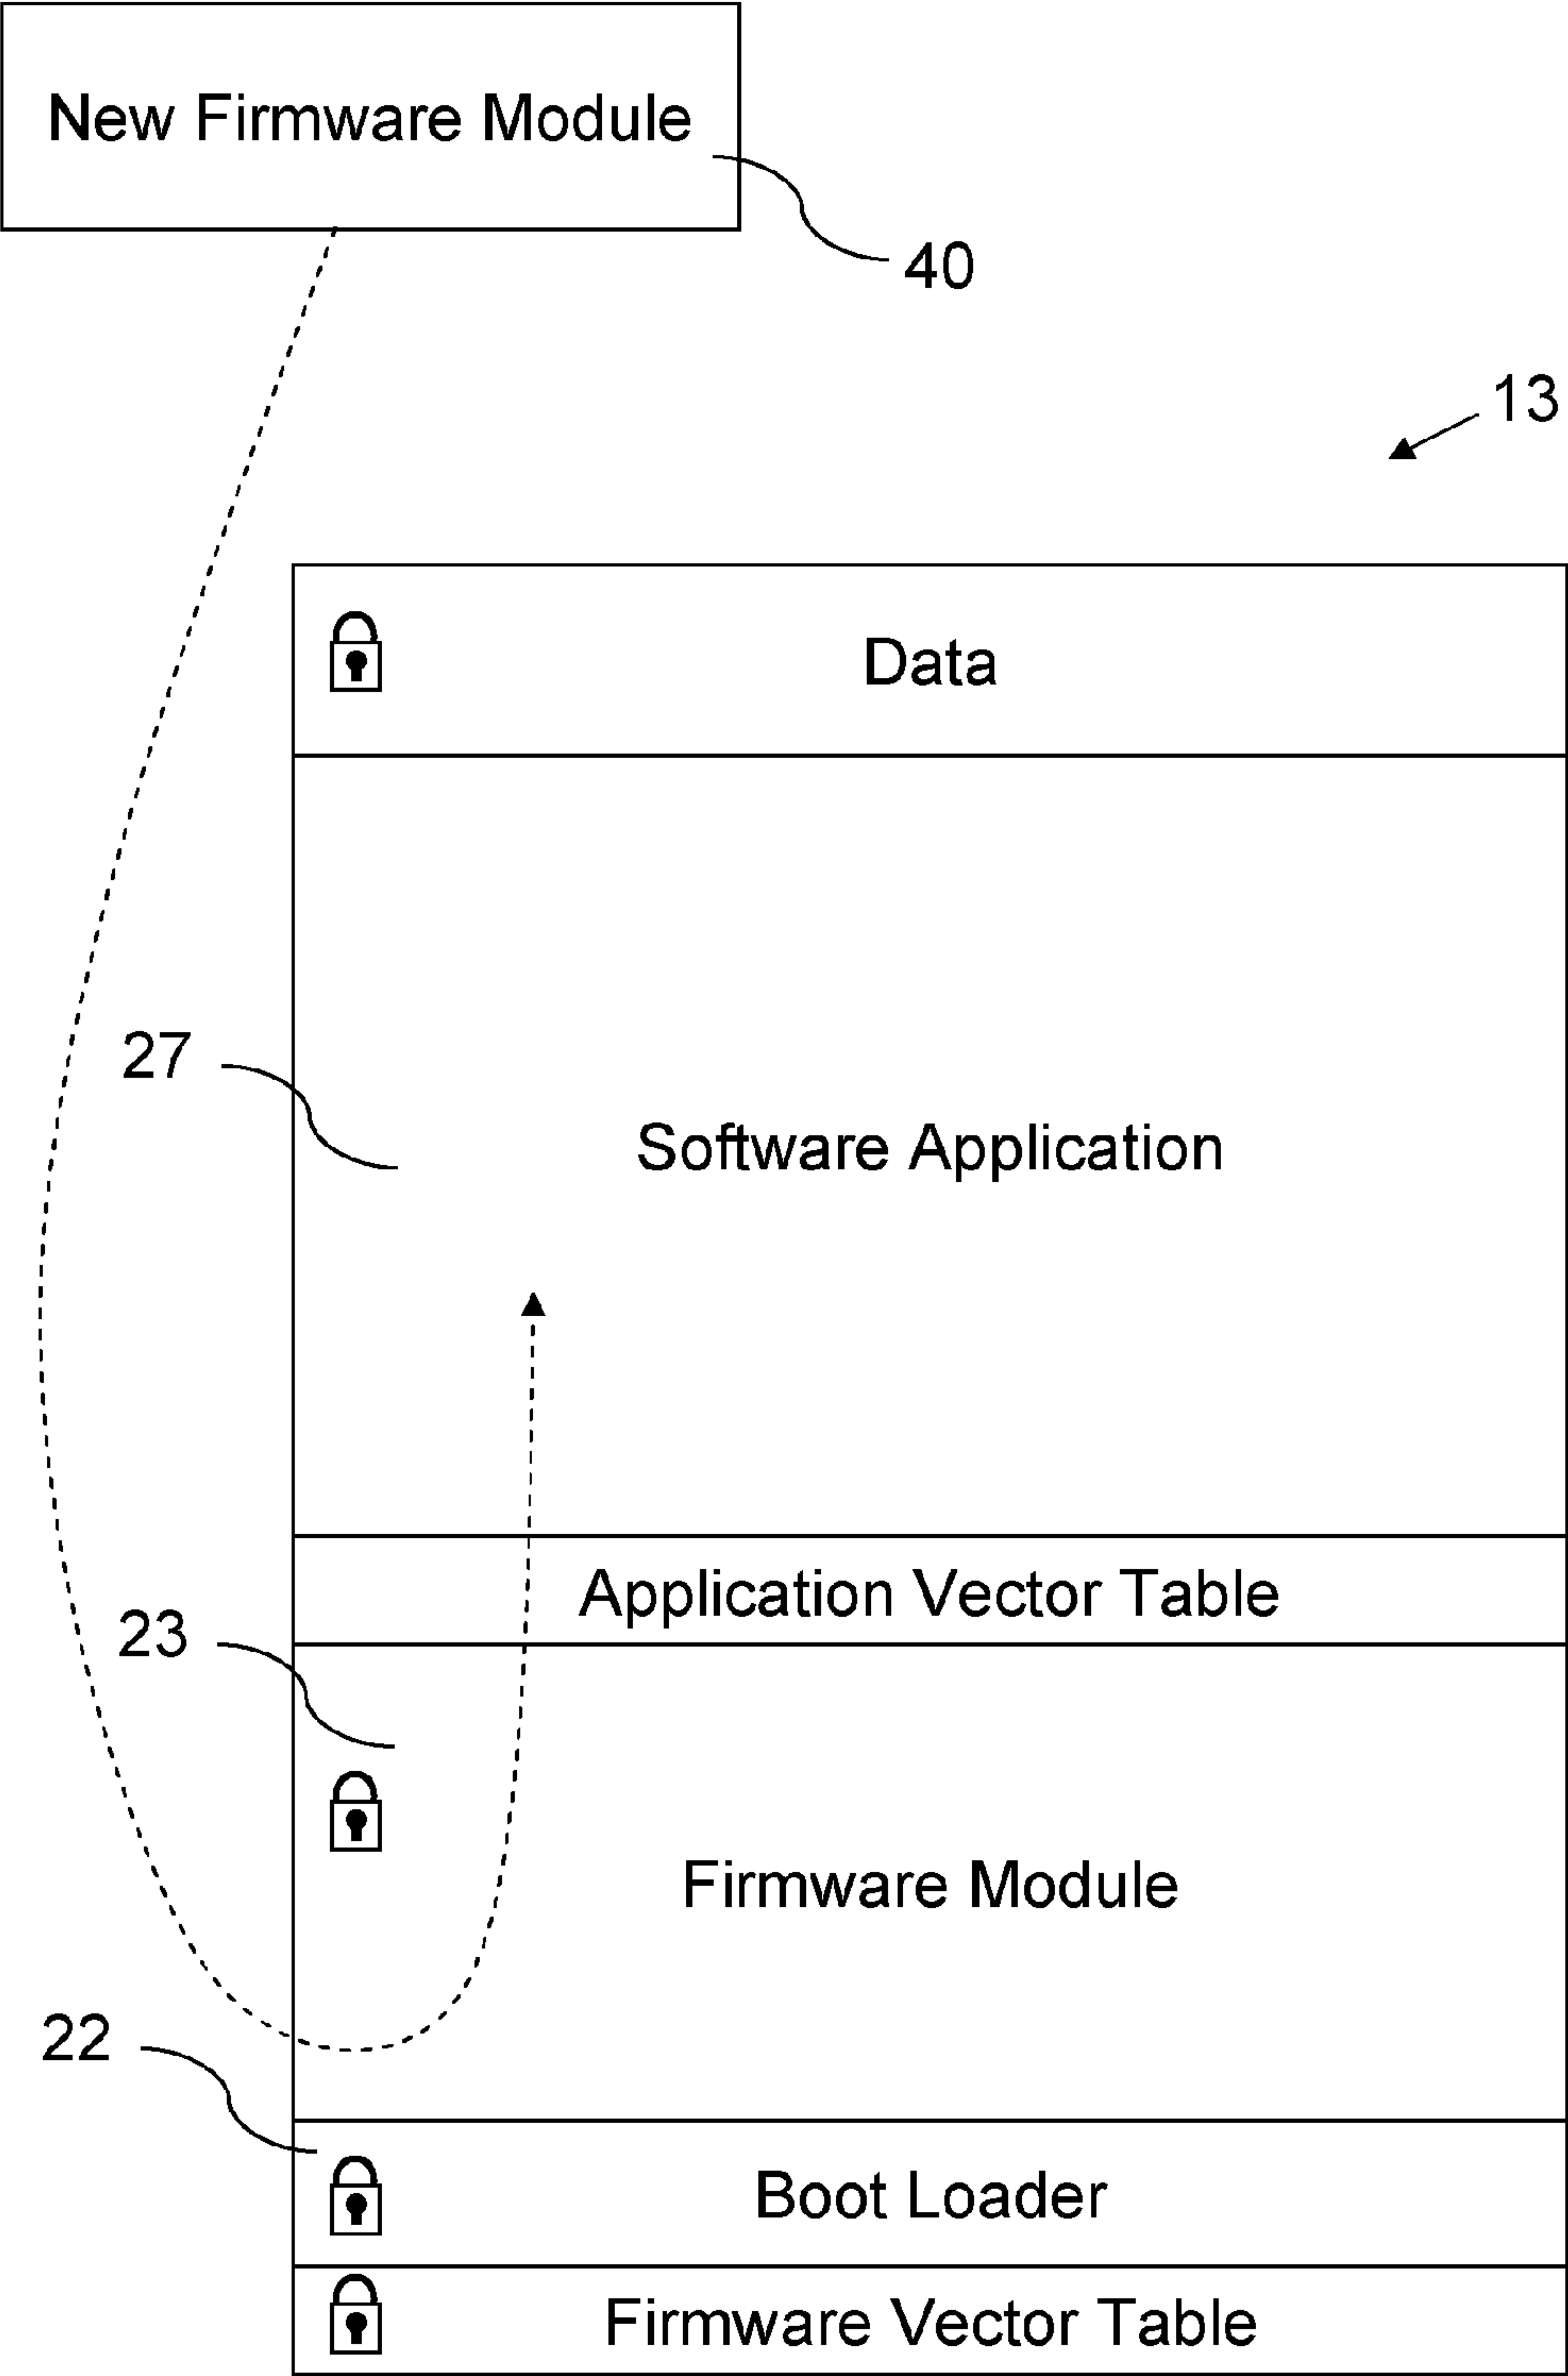 New Firmware Module
40
13
Data
27
Software Application
Application Vector Table
23
Firmware Module
22
Boot Loader
Firmware Vector Table